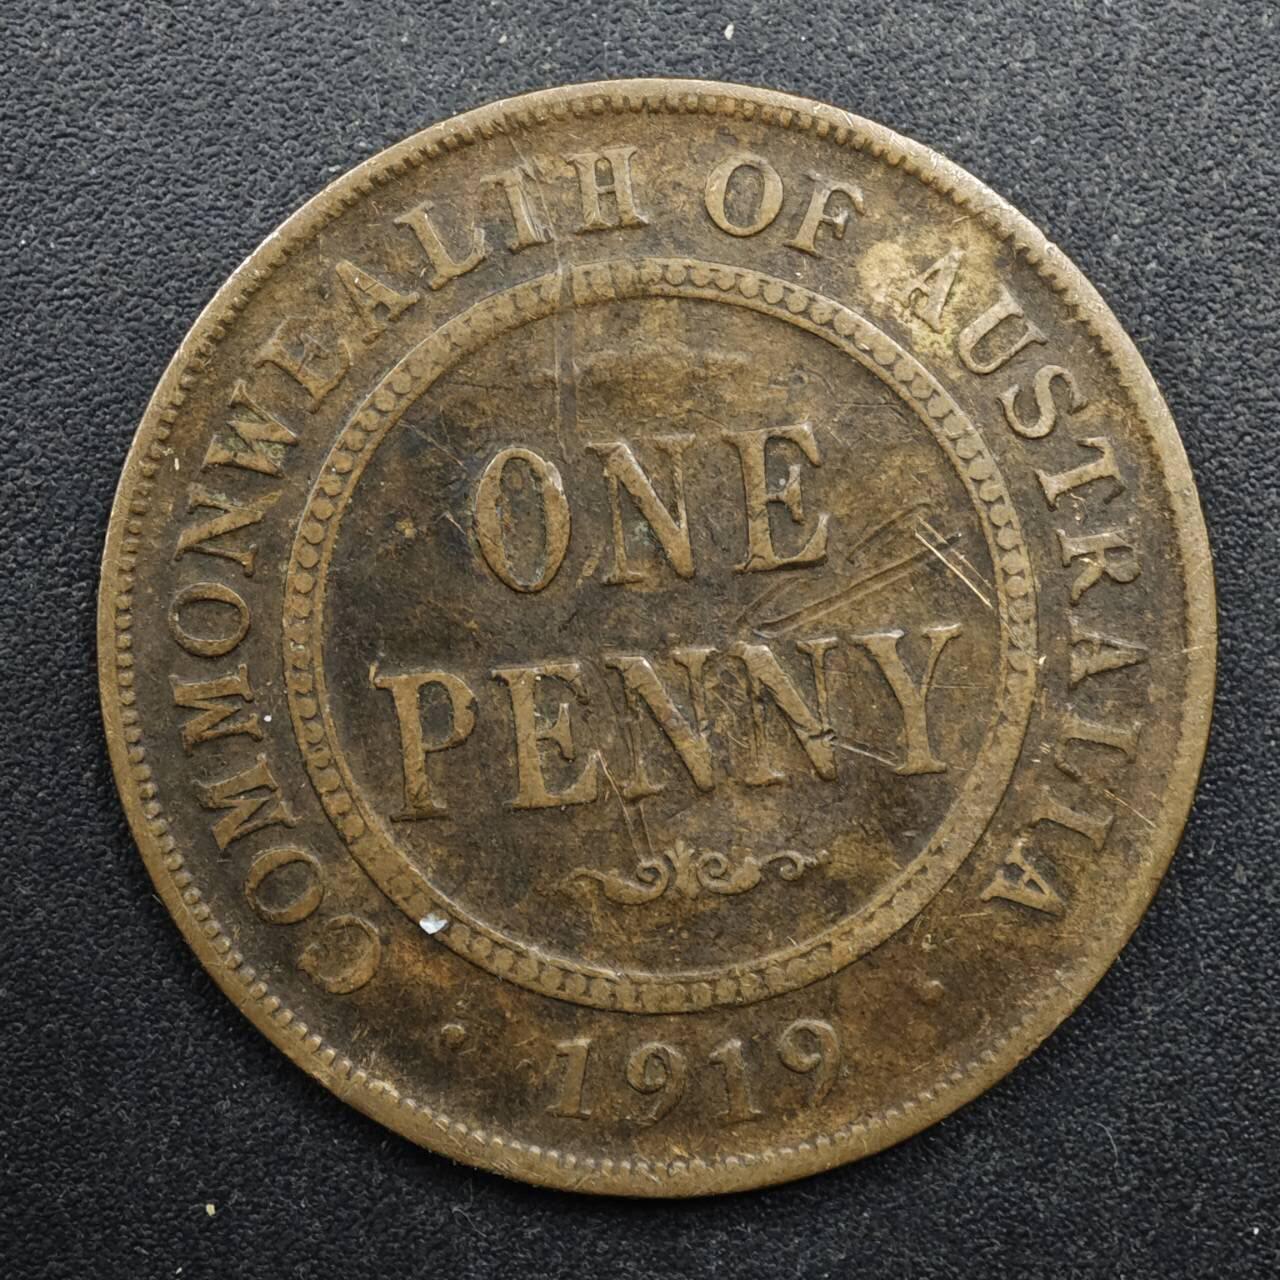 COMMONWEALTH OF AUSTRALIA
ONE
PENNY
1919